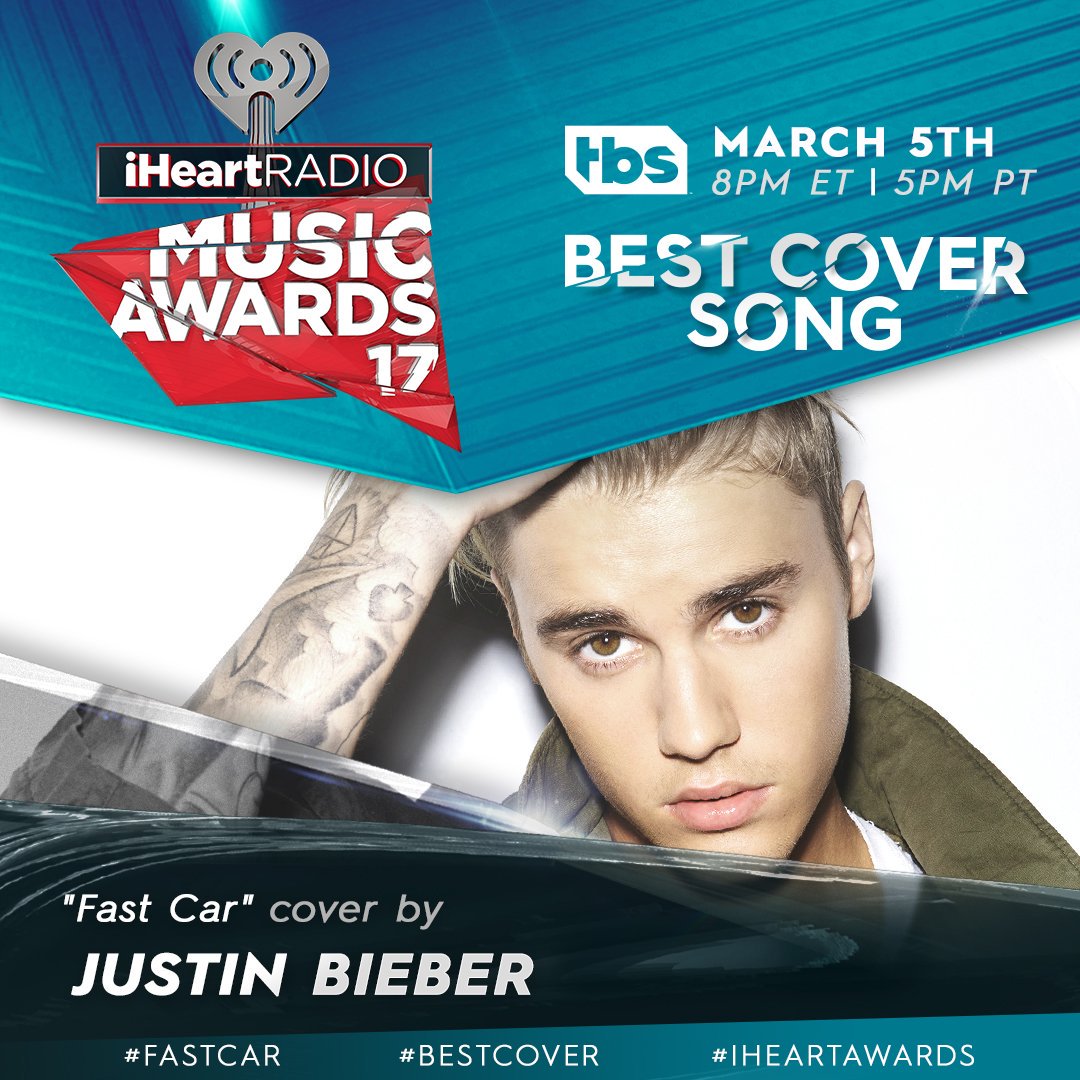 iHeartRADIO
MUSIC
AWARDS
17
tbs
MARCH 5TH
8PM ET | 5PM PT
BEST COVER
SONG
"Fast Car" cover by
JUSTIN BIEBER
#FASTCAR #BESTCOVER #IHEARTAWARDS